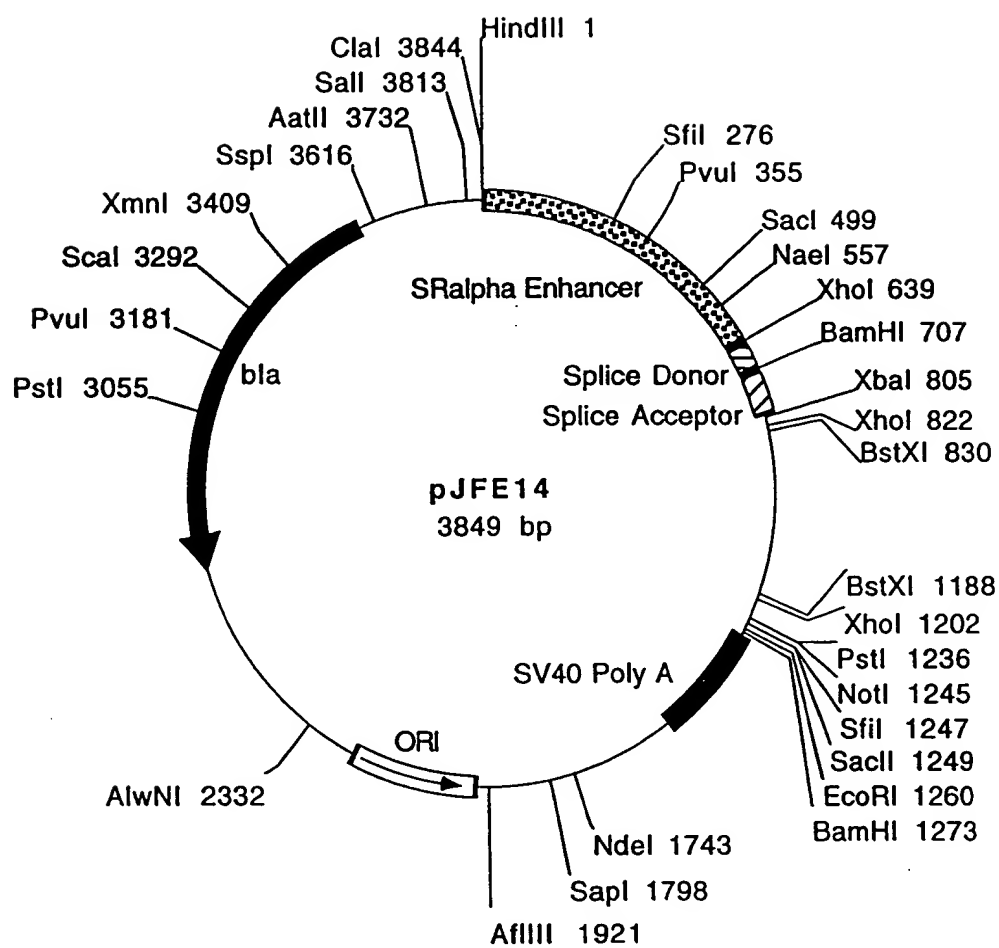 HindIII 1
ClaI 3844
SalI 3813
AatII 3732
SspI 3616
XmnI 3409
ScaI 3292
PvuI 3181
PstI 3055
SfiI 276
PvuI 355
SacI 499
NaeI 557
XhoI 639
BamHI 707
XbaI 805
XhoI 822
BstXI 830
SRalpha Enhancer
Splice Donor
Splice Acceptor
bla
pJFE14
3849 bp
BstXI 1188
XhoI 1202
PstI 1236
NotI 1245
SfiI 1247
SacII 1249
EcoRI 1260
BamHI 1273
SV40 Poly A
ORI
AlwNI 2332
NdeI 1743
SapI 1798
AflIII 1921